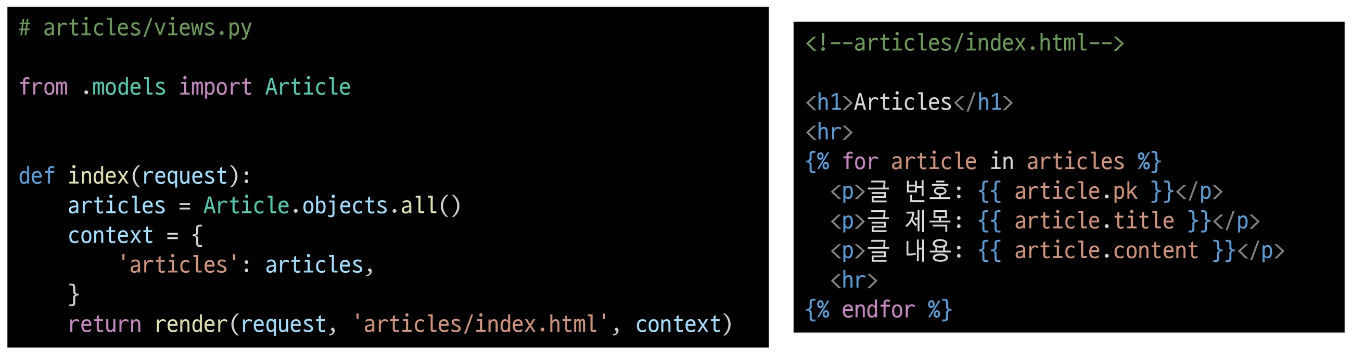 # articles/views.py
from .models import Article
def index(request):
    articles = Article.objects.all()
    context = {
        'articles': articles,
    }
    return render(request, 'articles/index.html', context)
<!--articles/index.html-->
<h1>Articles</h1>
<hr>
{% for article in articles %}
  <p>글 번호: {{ article.pk }}</p>
  <p>글 제목: {{ article.title }}</p>
  <p>글 내용: {{ article.content }}</p>
  <hr>
{% endfor %}